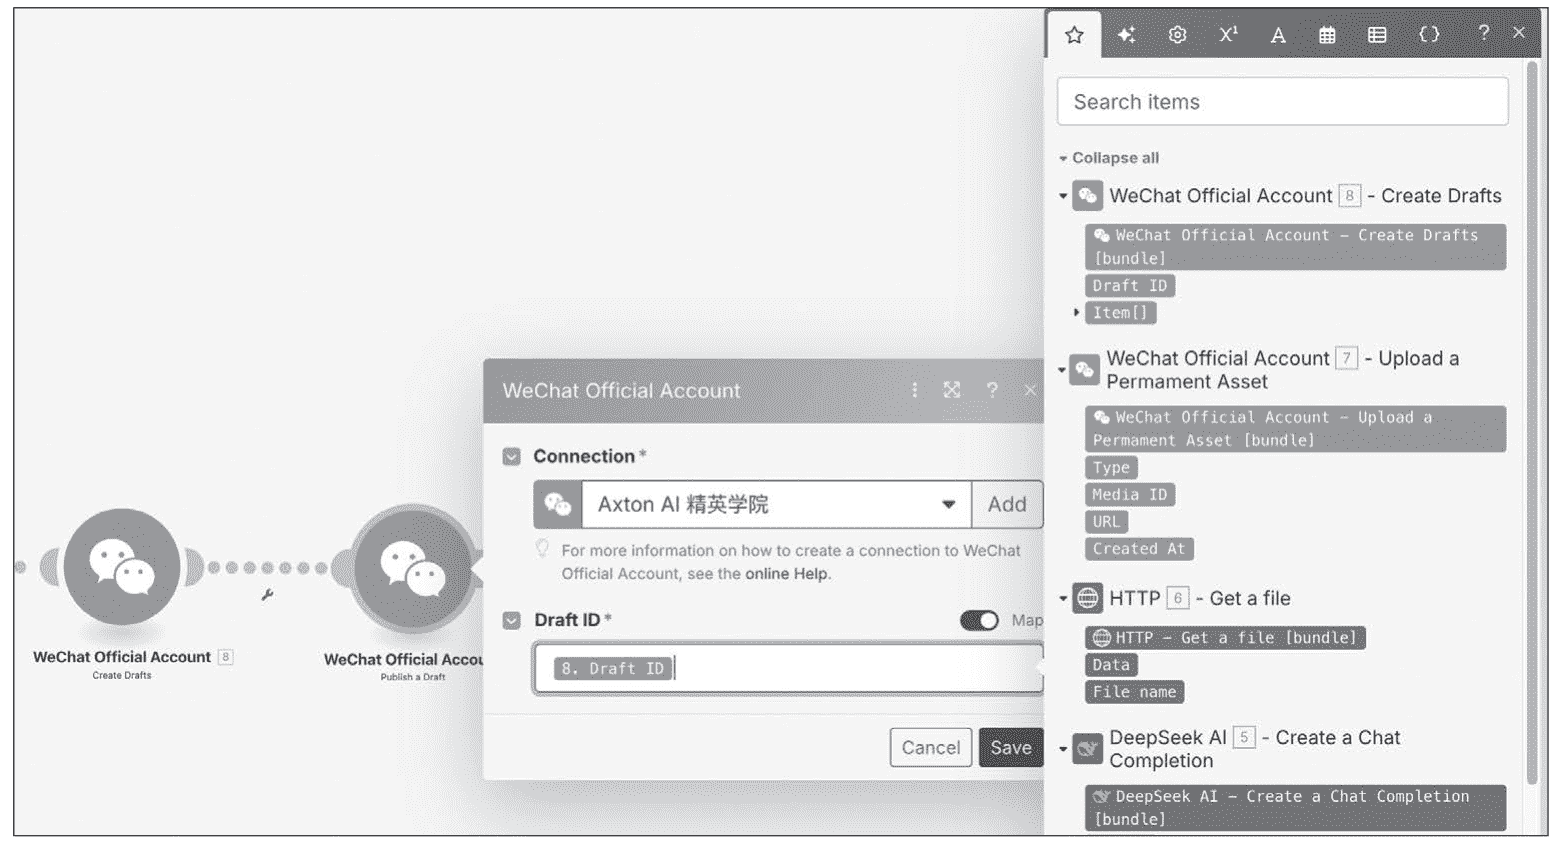 WeChat Official Account 8
Create Drafts
WeChat Official Accou
Publish a Draft
WeChat Official Account
?
Connection *
Axton AI 精英学院
Add
For more information on how to create a connection to WeChat
Official Account, see the online Help.
Draft ID *
Map
8. Draft ID
Cancel
Save
X¹ A {} ?
Search items
Collapse all
WeChat Official Account 8 - Create Drafts
WeChat Official Account - Create Drafts
[bundle]
Draft ID
Item[]
WeChat Official Account 7 - Upload a
Permament Asset
WeChat Official Account - Upload a
Permament Asset [bundle]
Type
Media ID
URL
Created At
HTTP 6 - Get a file
HTTP - Get a file [bundle]
Data
File name
DeepSeek AI 5 - Create a Chat
Completion
DeepSeek AI - Create a Chat Completion
[bundle]